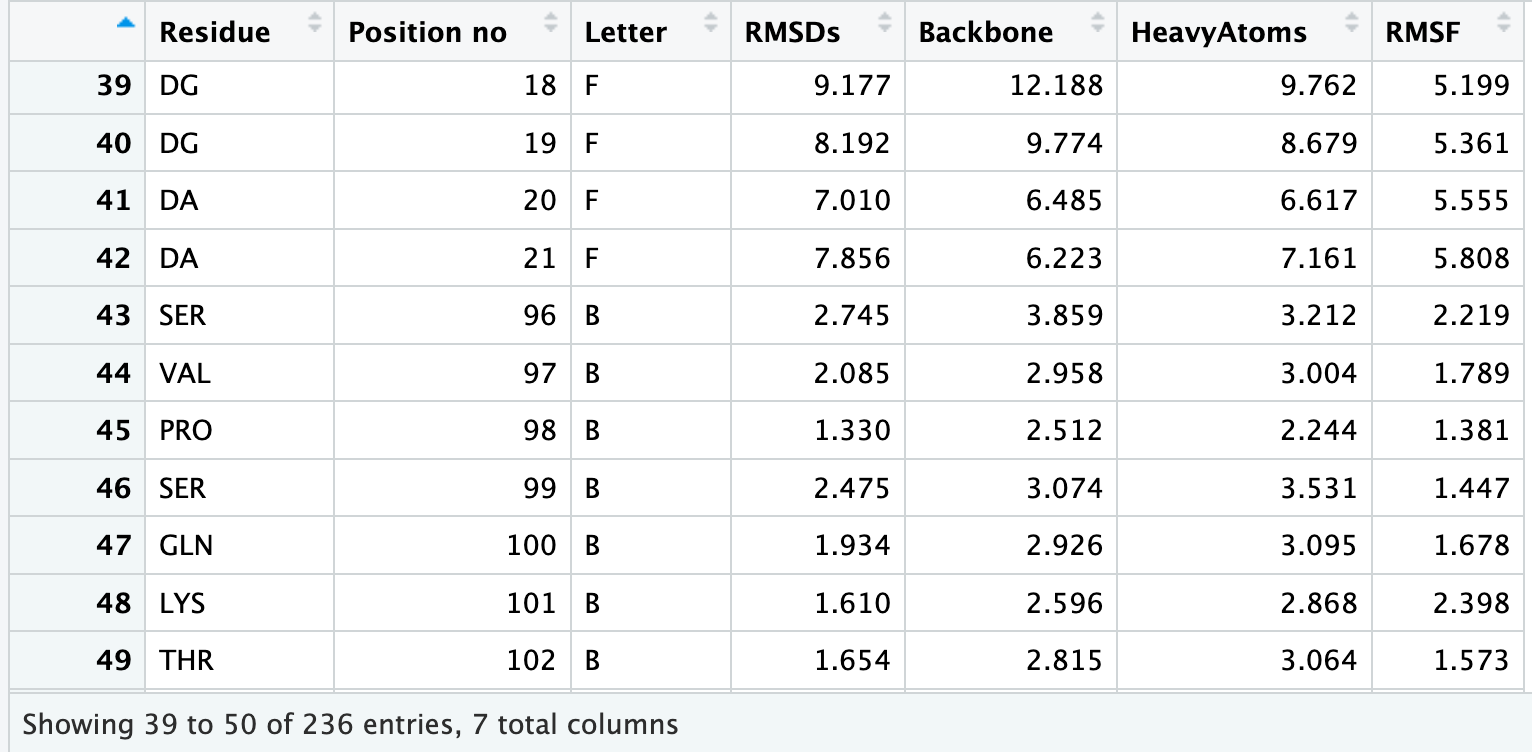 Residue Position no Letter RMSDs Backbone HeavyAtoms RMSF
39 DG 18 F 9.177 12.188 9.762 5.199
40 DG 19 F 8.192 9.774 8.679 5.361
41 DA 20 F 7.010 6.485 6.617 5.555
42 DA 21 F 7.856 6.223 7.161 5.808
43 SER 96 B 2.745 3.859 3.212 2.219
44 VAL 97 B 2.085 2.958 3.004 1.789
45 PRO 98 B 1.330 2.512 2.244 1.381
46 SER 99 B 2.475 3.074 3.531 1.447
47 GLN 100 B 1.934 2.926 3.095 1.678
48 LYS 101 B 1.610 2.596 2.868 2.398
49 THR 102 B 1.654 2.815 3.064 1.573
Showing 39 to 50 of 236 entries, 7 total columns